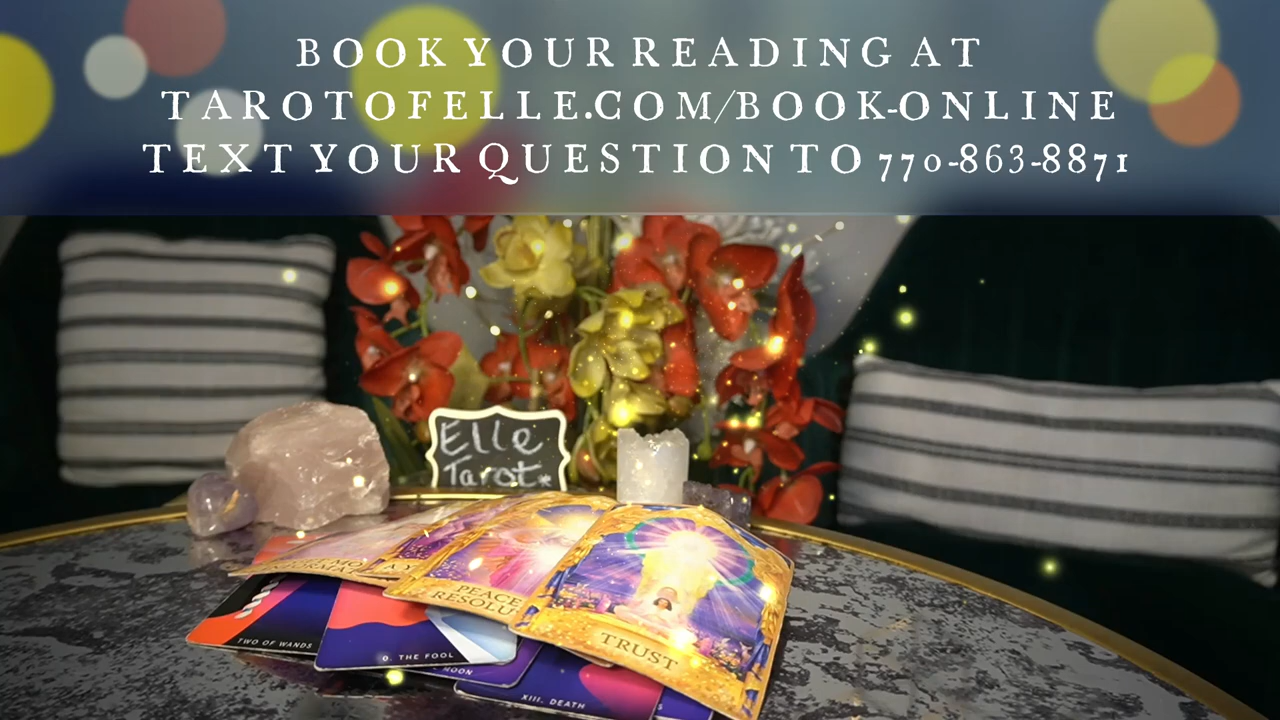 BOOK YOUR READING AT
TAROTOFELLE.COM/BOOK-ONLINE
TEXT YOUR QUESTION TO 770-863-8871
Elle
Tarot*
PEACE
TRUST
TWO OF WANDS
0. THE FOOL
MOON
XIII. DEATH